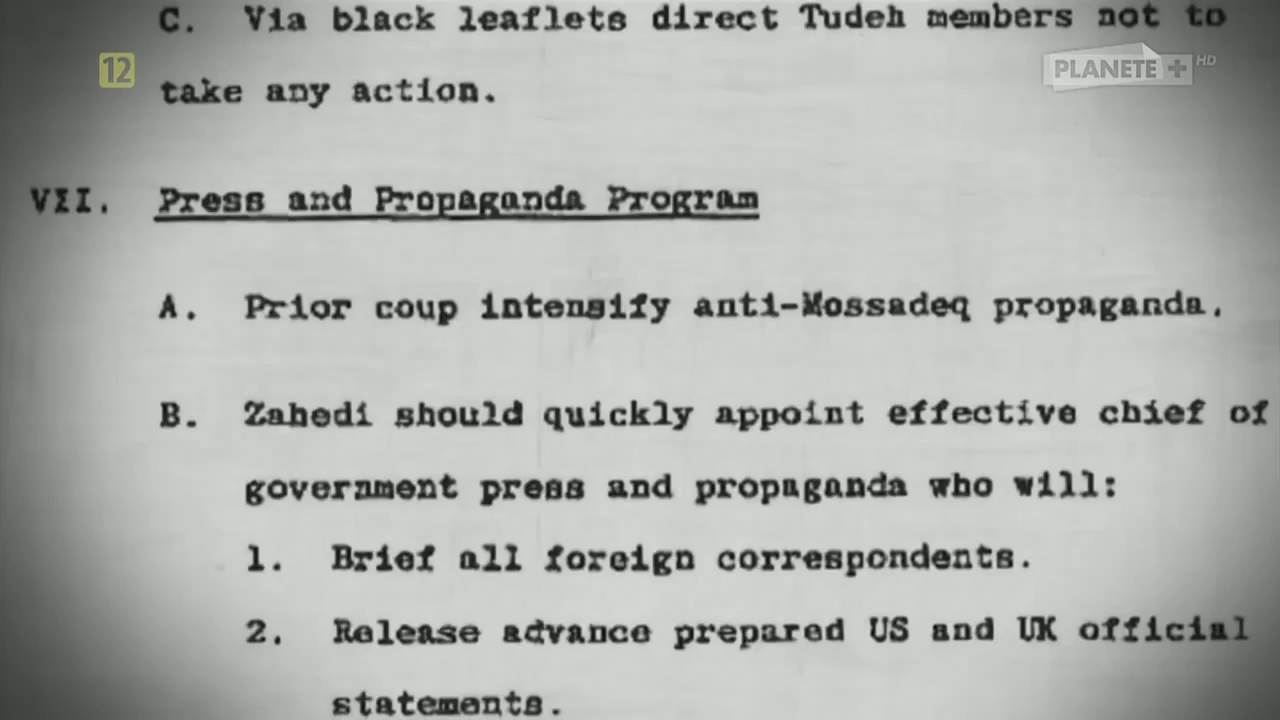 C. Via black leaflets direct Tudeh members not to
12
PLANETE + HD
take any action.
VII. Press and Propaganda Program
A. Prior coup intensify anti-Mossadeq propaganda.
B. Zahedi should quickly appoint effective chief of
government press and propaganda who will:
1. Brief all foreign correspondents.
2. Release advance prepared US and UK official
statements.